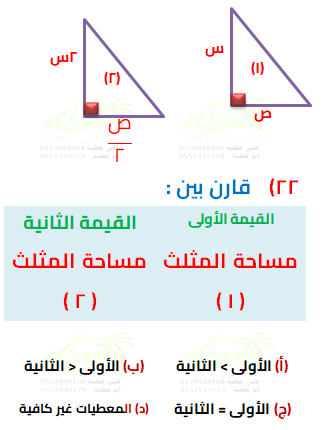 س
(١)
ص
٢س
(٢)
ص
٢
٢٢) قارن بين :
القيمة الأولى
القيمة الثانية
مساحة المثلث
(١)
مساحة المثلث
(٢)
(أ) الأولى > الثانية
(ب) الأولى < الثانية
(ج) الأولى = الثانية
(د) المعطيات غير كافية